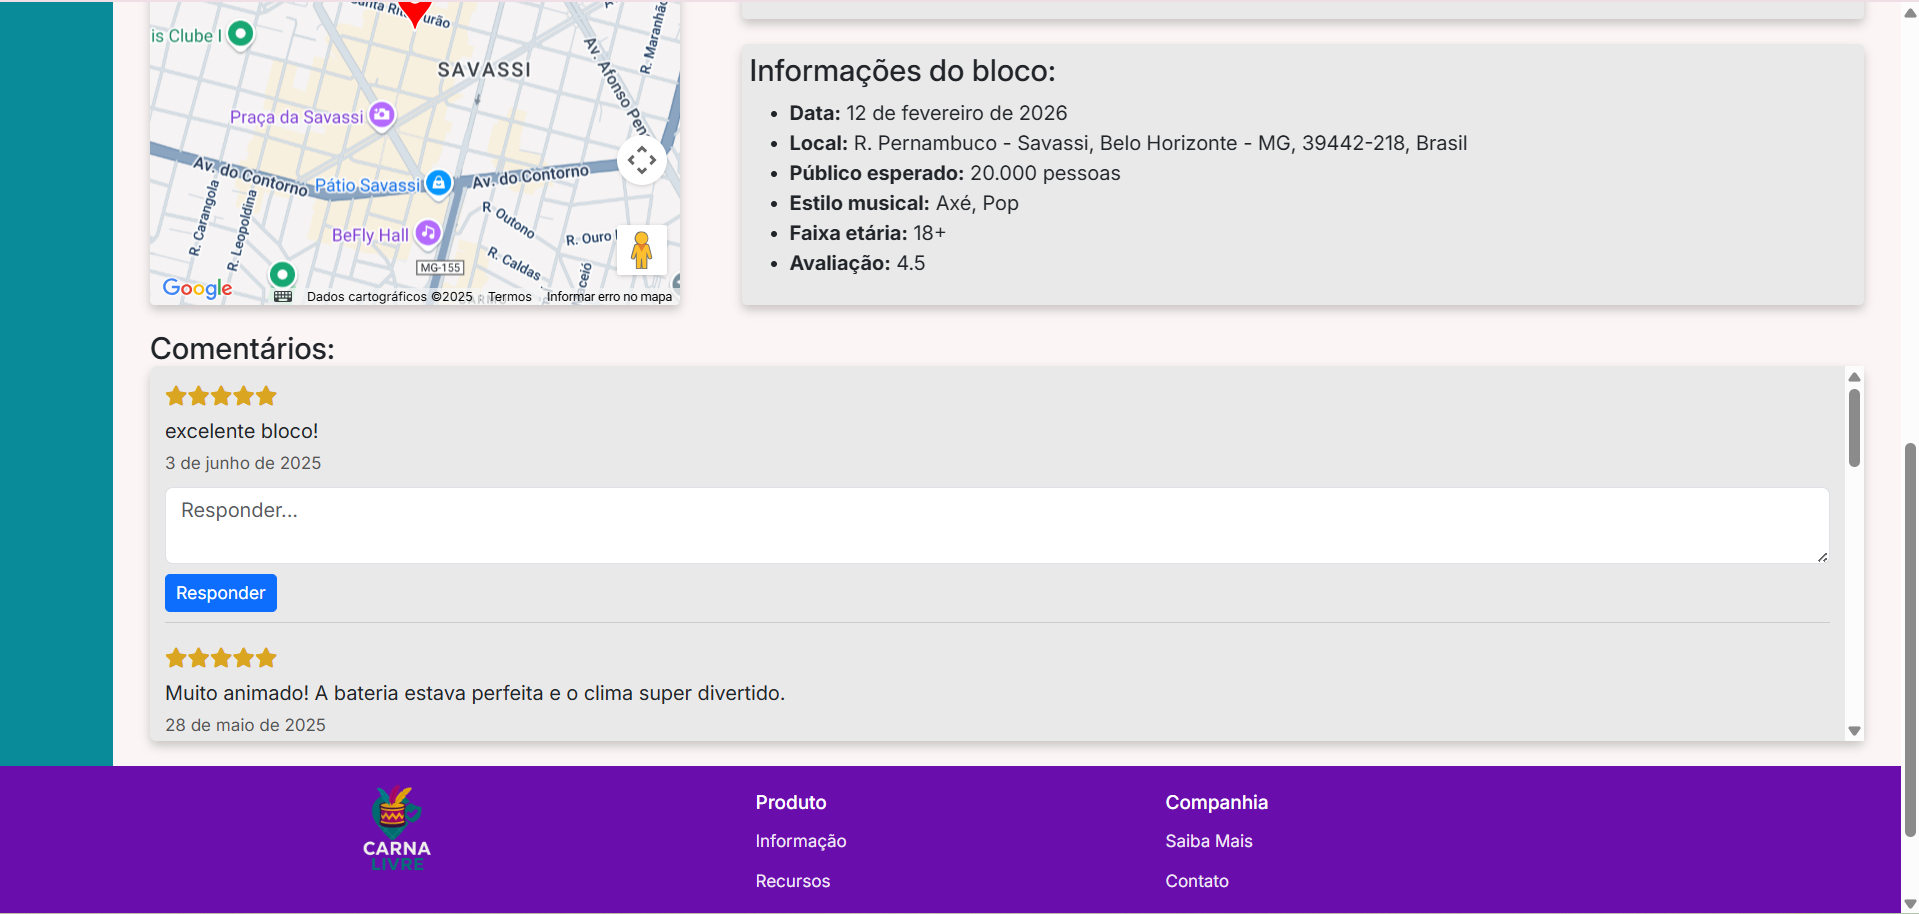 Santa Rita Durão
is Clube I
R. Maranhão
SAVASSI
Av. Afonso Pen
Praça da Savassi
Av. do Contorno
Pátio Savassi
Av. do Contorno
R. Carangola
R. Leopoldina
R. Outono
BeFly Hall
R. Ouro
MG-155
R. Caldas
ceió
Google
Dados cartográficos ©2025
Termos
Informar erro no mapa
Informações do bloco:
Data: 12 de fevereiro de 2026
Local: R. Pernambuco - Savassi, Belo Horizonte - MG, 39442-218, Brasil
Público esperado: 20.000 pessoas
Estilo musical: Axé, Pop
Faixa etária: 18+
Avaliação: 4.5
Comentários:
excelente bloco!
3 de junho de 2025
Responder...
Responder
Muito animado! A bateria estava perfeita e o clima super divertido.
28 de maio de 2025
CARNA
LIVRE
Produto
Informação
Recursos
Companhia
Saiba Mais
Contato